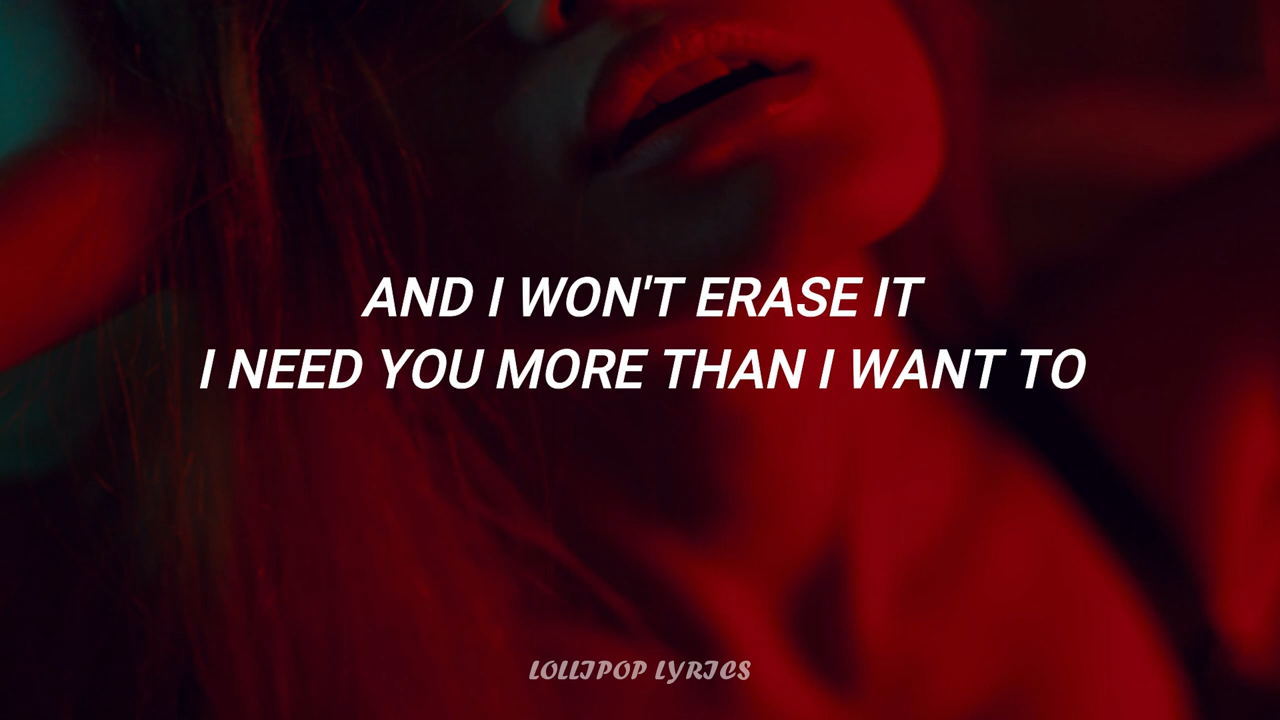 AND I WON'T ERASE IT
I NEED YOU MORE THAN I WANT TO
LOLLIPOP LYRICS